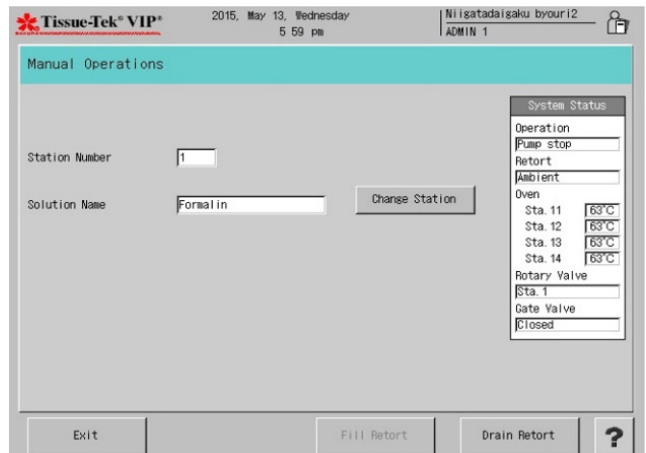 Tissue-Tek® VIP®
2015, May 13, Wednesday
5 59 pm
Niigatadaigaku byouri2
ADMIN 1
Manual Operations
Station Number 1
Solution Name Formalin
Change Station
System Status
Operation
Pump stop
Retort
Ambient
Oven
Sta. 11 63°C
Sta. 12 63°C
Sta. 13 63°C
Sta. 14 63°C
Rotary Valve
Sta. 1
Gate Valve
Closed
Exit
Fill Retort
Drain Retort
?